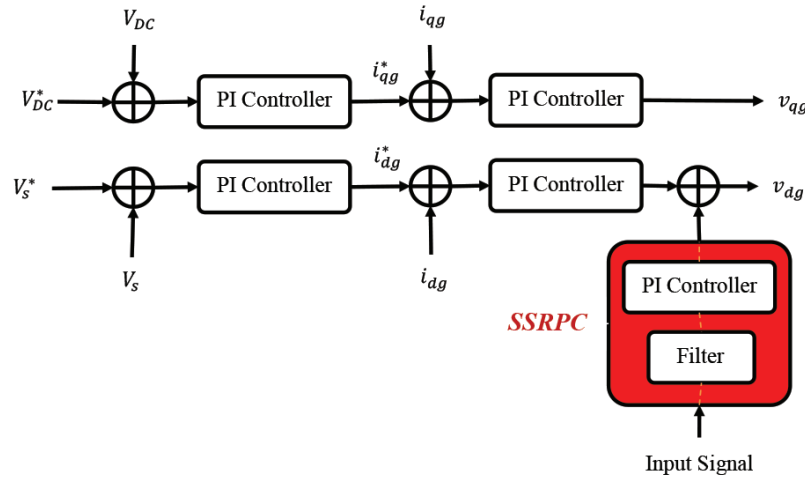 V_DC i_qg
V*_DC PI Controller i*_qg PI Controller v_qg
V_s* PI Controller i*_dg PI Controller v_dg
V_s i_dg
PI Controller
SSRPC
Filter
Input Signal